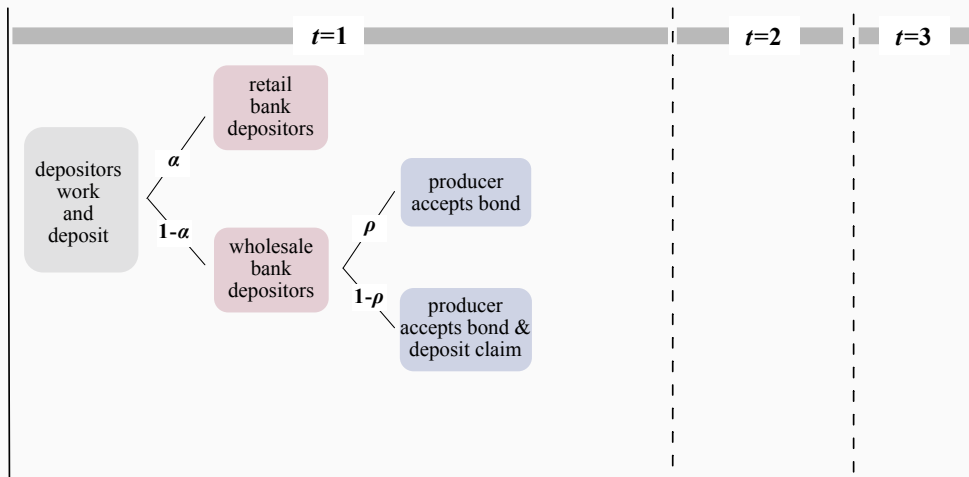 t=1
t=2
t=3
depositors
work
and
deposit
α
1-α
retail
bank
depositors
wholesale
bank
depositors
ρ
1-ρ
producer
accepts bond
producer
accepts bond &
deposit claim